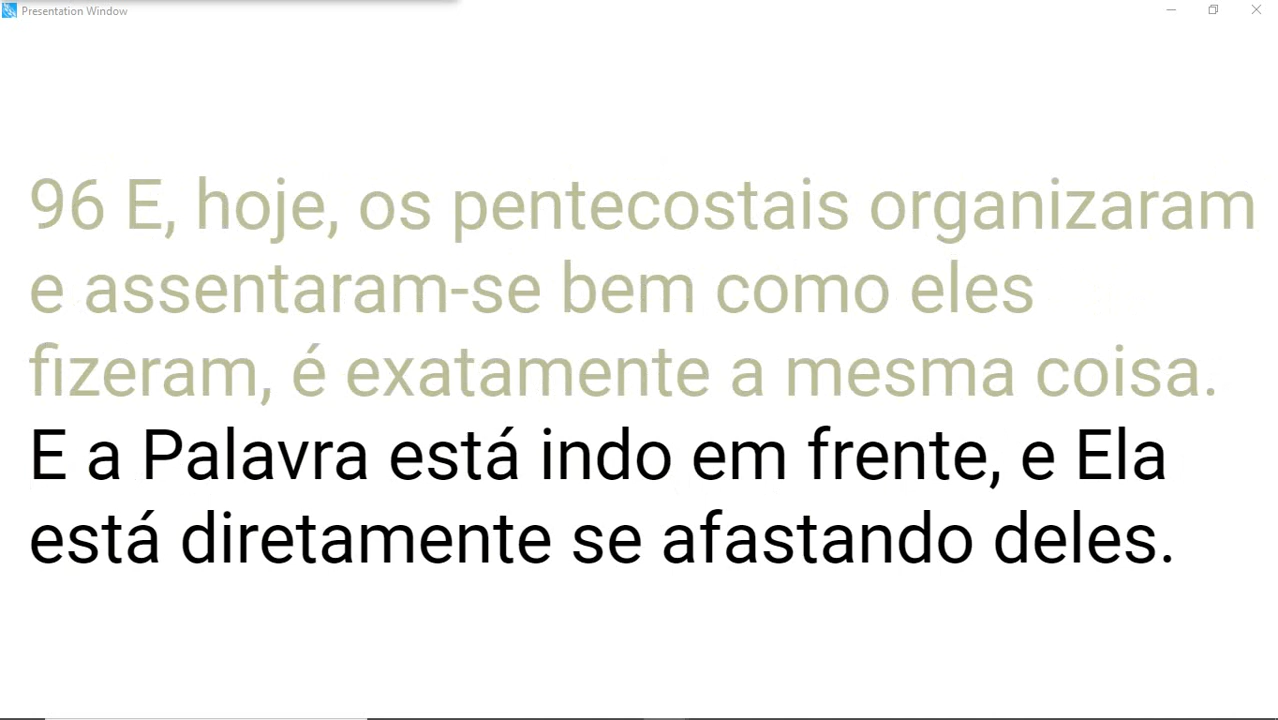 Presentation Window
96 E, hoje, os pentecostais organizaram
e assentaram-se bem como eles
fizeram, é exatamente a mesma coisa.
E a Palavra está indo em frente, e Ela
está diretamente se afastando deles.